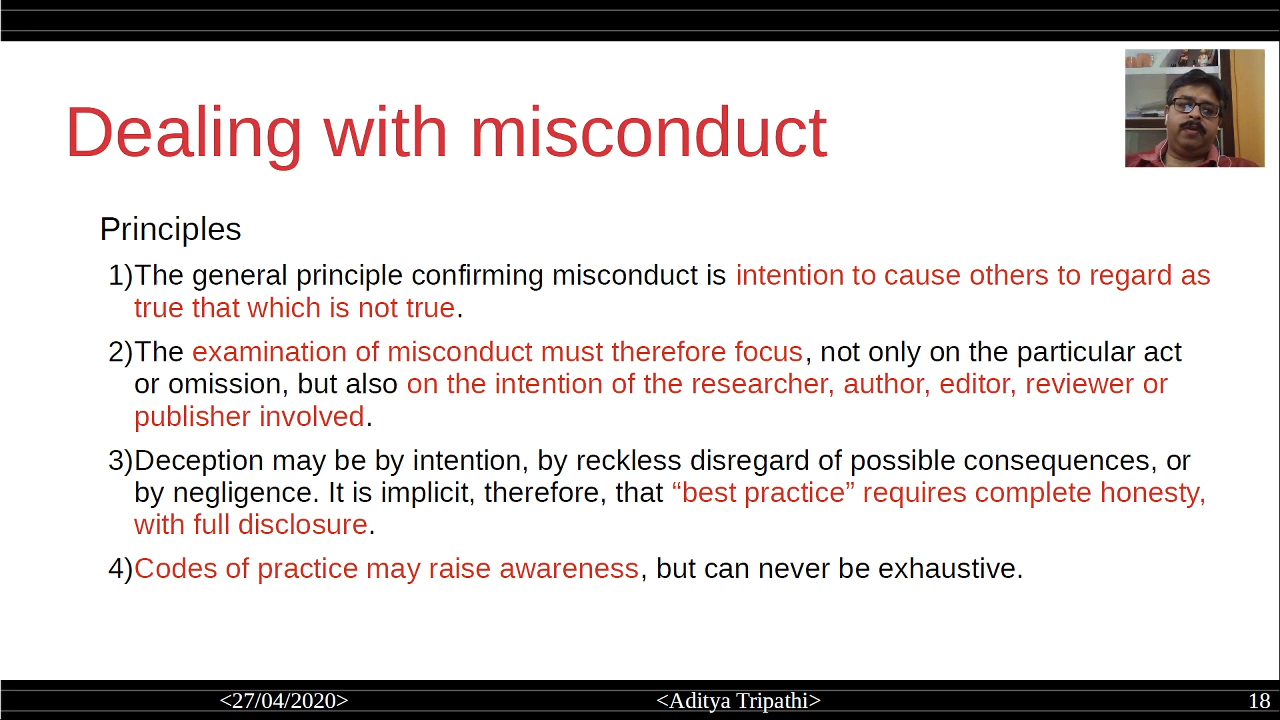 Dealing with misconduct
Principles
1)The general principle confirming misconduct is intention to cause others to regard as
true that which is not true.
2)The examination of misconduct must therefore focus, not only on the particular act
or omission, but also on the intention of the researcher, author, editor, reviewer or
publisher involved.
3)Deception may be by intention, by reckless disregard of possible consequences, or
by negligence. It is implicit, therefore, that “best practice” requires complete honesty,
with full disclosure.
4)Codes of practice may raise awareness, but can never be exhaustive.
<27/04/2020> <Aditya Tripathi> 18